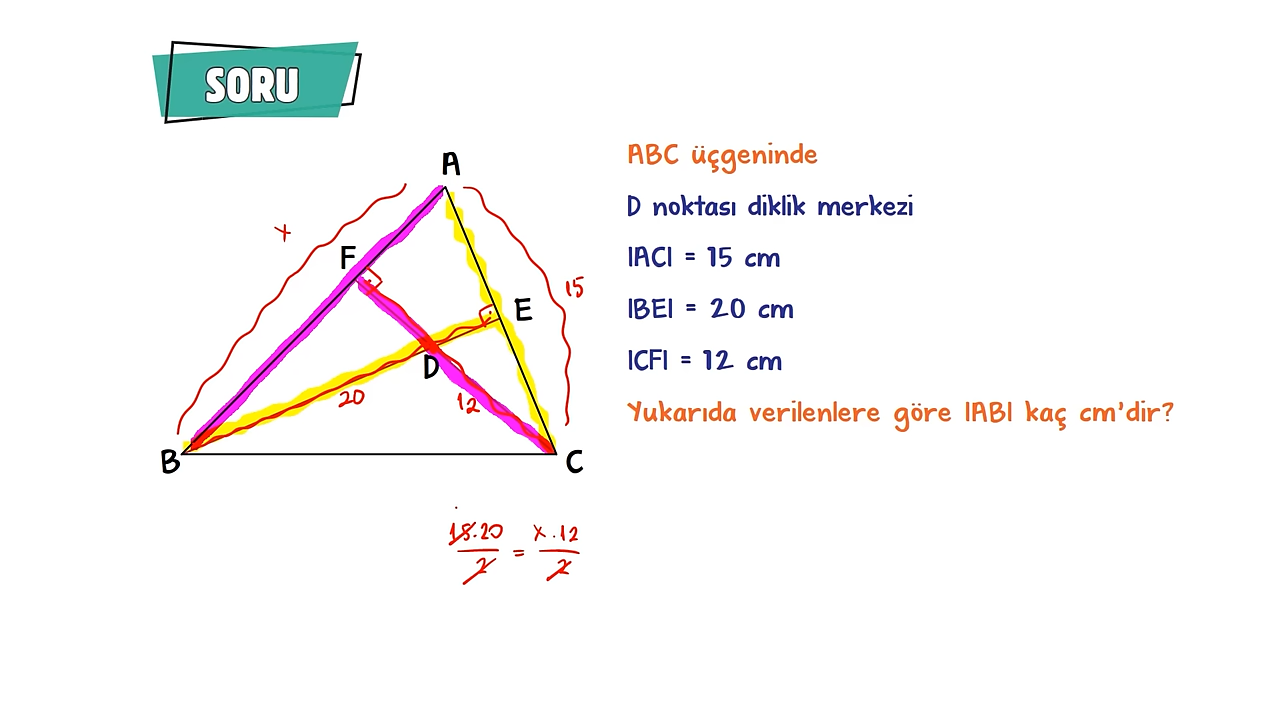 SORU
ABC üçgeninde
D noktası diklik merkezi
|AC| = 15 cm
|BE| = 20 cm
|CF| = 12 cm
Yukarıda verilenlere göre |AB| kaç cm'dir?
A
x
F
15
E
D
20
12
B
C
15.20 = x.12
2 2